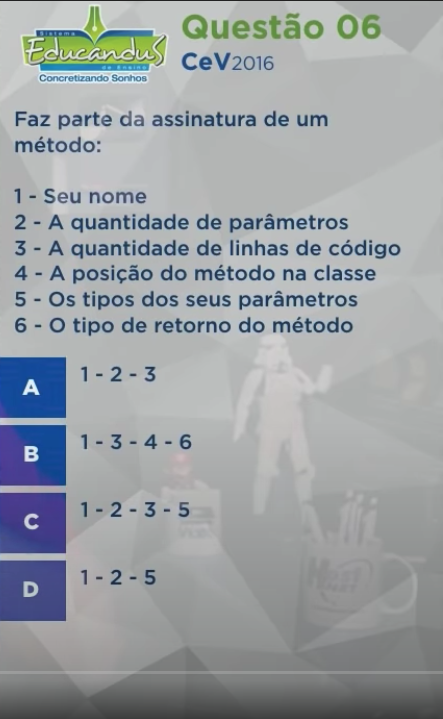 Sistema
Educandus
de Ensino
Concretizando Sonhos
Questão 06
CeV2016
Faz parte da assinatura de um
método:
1 - Seu nome
2 - A quantidade de parâmetros
3 - A quantidade de linhas de código
4 - A posição do método na classe
5 - Os tipos dos seus parâmetros
6 - O tipo de retorno do método
A 1 - 2 - 3
B 1 - 3 - 4 - 6
C 1 - 2 - 3 - 5
D 1 - 2 - 5